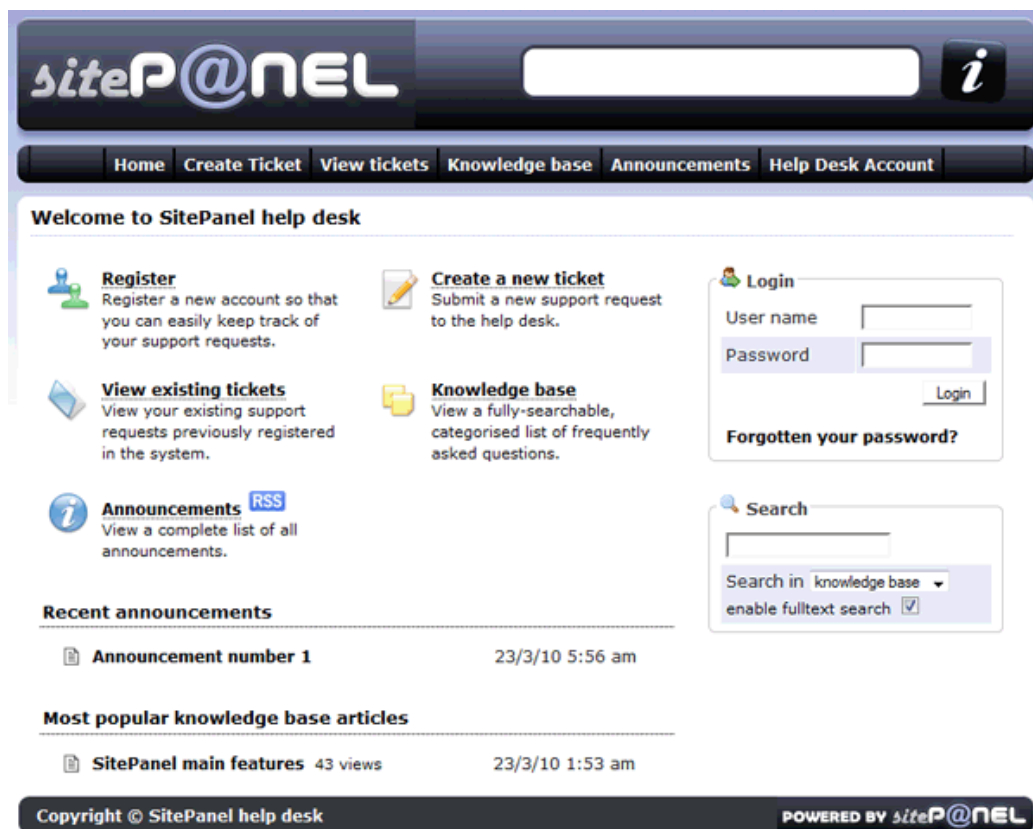 siteP@NEL
i
Home Create Ticket View tickets Knowledge base Announcements Help Desk Account
Welcome to SitePanel help desk
Register
Register a new account so that
you can easily keep track of
your support requests.
Create a new ticket
Submit a new support request
to the help desk.
View existing tickets
View your existing support
requests previously registered
in the system.
Knowledge base
View a fully-searchable,
categorised list of frequently
asked questions.
Announcements RSS
View a complete list of all
announcements.
Login
User name
Password
Login
Forgotten your password?
Search
Search in knowledge base
enable fulltext search
Recent announcements
Announcement number 1 23/3/10 5:56 am
Most popular knowledge base articles
SitePanel main features 43 views 23/3/10 1:53 am
Copyright © SitePanel help desk
POWERED BY siteP@NEL